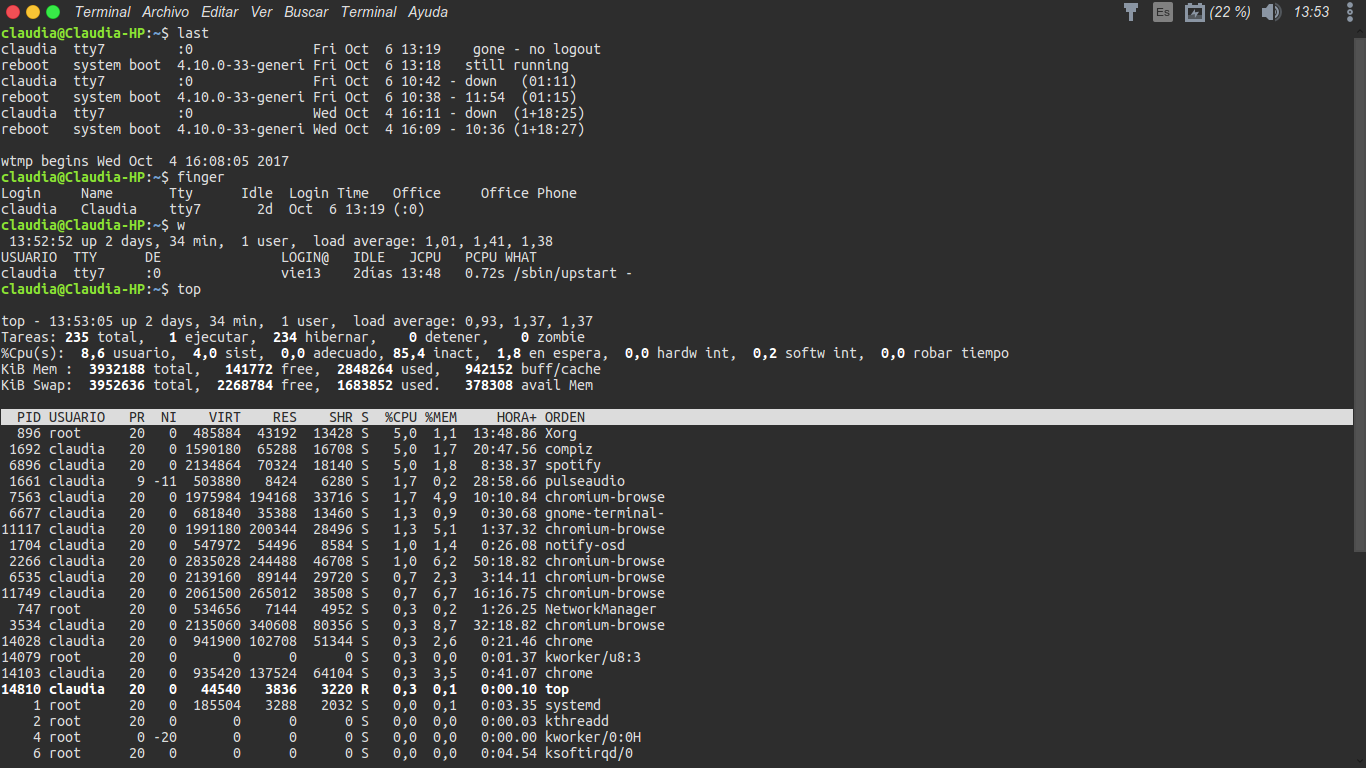 Terminal Archivo Editar Ver Buscar Terminal Ayuda Es (22 %) 13:53
claudia@Claudia-HP:~$ last
claudia  tty7         :0               Fri Oct  6 13:19    gone - no logout
reboot   system boot  4.10.0-33-generi Fri Oct  6 13:18   still running
claudia  tty7         :0               Fri Oct  6 10:42 - down   (01:11)
reboot   system boot  4.10.0-33-generi Fri Oct  6 10:38 - 11:54  (01:15)
claudia  tty7         :0               Wed Oct  4 16:11 - down  (1+18:25)
reboot   system boot  4.10.0-33-generi Wed Oct  4 16:09 - 10:36 (1+18:27)
wtmp begins Wed Oct  4 16:08:05 2017
claudia@Claudia-HP:~$ finger
Login     Name       Tty      Idle  Login Time   Office     Office Phone
claudia   Claudia    tty7       2d  Oct  6 13:19 (:0)
claudia@Claudia-HP:~$ w
 13:52:52 up 2 days, 34 min,  1 user,  load average: 1,01, 1,41, 1,38
USUARIO  TTY      DE               LOGIN@   IDLE   JCPU   PCPU WHAT
claudia  tty7     :0               vie13    2días 13:48   0.72s /sbin/upstart -
claudia@Claudia-HP:~$ top
top - 13:53:05 up 2 days, 34 min,  1 user,  load average: 0,93, 1,37, 1,37
Tareas: 235 total,   1 ejecutar,  234 hibernar,    0 detener,    0 zombie
%Cpu(s):  8,6 usuario,  4,0 sist,  0,0 adecuado, 85,4 inact,  1,8 en espera,  0,0 hardw int,  0,2 softw int,  0,0 robar tiempo
KiB Mem :  3932188 total,   141772 free,  2848264 used,   942152 buff/cache
KiB Swap:  3952636 total,  2268784 free,  1683852 used.   378308 avail Mem
  PID USUARIO   PR  NI    VIRT    RES    SHR S  %CPU %MEM     HORA+ ORDEN
  896 root      20   0  485884  43192  13428 S   5,0  1,1  13:48.86 Xorg
 1692 claudia   20   0 1590180  65288  16708 S   5,0  1,7  20:47.56 compiz
 6896 claudia   20   0 2134864  70324  18140 S   5,0  1,8   8:38.37 spotify
 1661 claudia    9 -11  503880   8424   6280 S   1,7  0,2  28:58.66 pulseaudio
 7563 claudia   20   0 1975984 194168  33716 S   1,7  4,9  10:10.84 chromium-browse
 6677 claudia   20   0  681840  35388  13460 S   1,3  0,9   0:30.68 gnome-terminal-
11117 claudia   20   0 1991180 200344  28496 S   1,3  5,1   1:37.32 chromium-browse
 1704 claudia   20   0  547972  54496   8584 S   1,0  1,4   0:26.08 notify-osd
 2266 claudia   20   0 2835028 244488  46708 S   1,0  6,2  50:18.82 chromium-browse
 6535 claudia   20   0 2139160  89144  29720 S   0,7  2,3   3:14.11 chromium-browse
11749 claudia   20   0 2061500 265012  38508 S   0,7  6,7  16:16.75 chromium-browse
  747 root      20   0  534656   7144   4952 S   0,3  0,2   1:26.25 NetworkManager
 3534 claudia   20   0 2135060 340608  80356 S   0,3  8,7  32:18.82 chromium-browse
14028 claudia   20   0  941900 102708  51344 S   0,3  2,6   0:21.46 chrome
14079 root      20   0       0      0      0 S   0,3  0,0   0:01.37 kworker/u8:3
14103 claudia   20   0  935420 137524  64104 S   0,3  3,5   0:41.07 chrome
14810 claudia   20   0   44540   3836   3220 R   0,3  0,1   0:00.10 top
    1 root      20   0  185504   3288   2032 S   0,0  0,1   0:03.35 systemd
    2 root      20   0       0      0      0 S   0,0  0,0   0:00.03 kthreadd
    4 root       0 -20       0      0      0 S   0,0  0,0   0:00.00 kworker/0:0H
    6 root      20   0       0      0      0 S   0,0  0,0   0:04.54 ksoftirqd/0